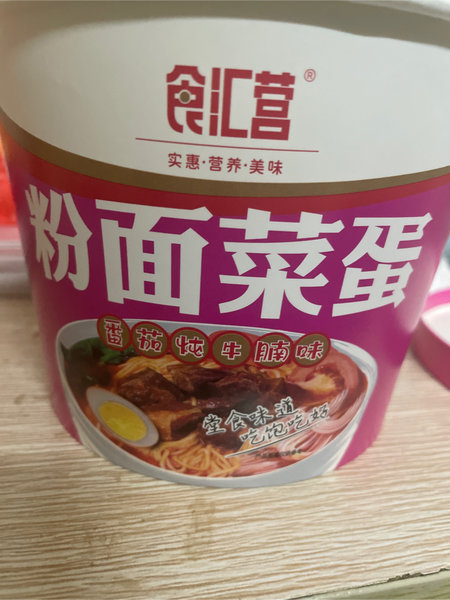 食汇营®
实惠·营养·美味
粉面菜蛋
番茄炖牛腩味
堂食味道
吃饱吃好